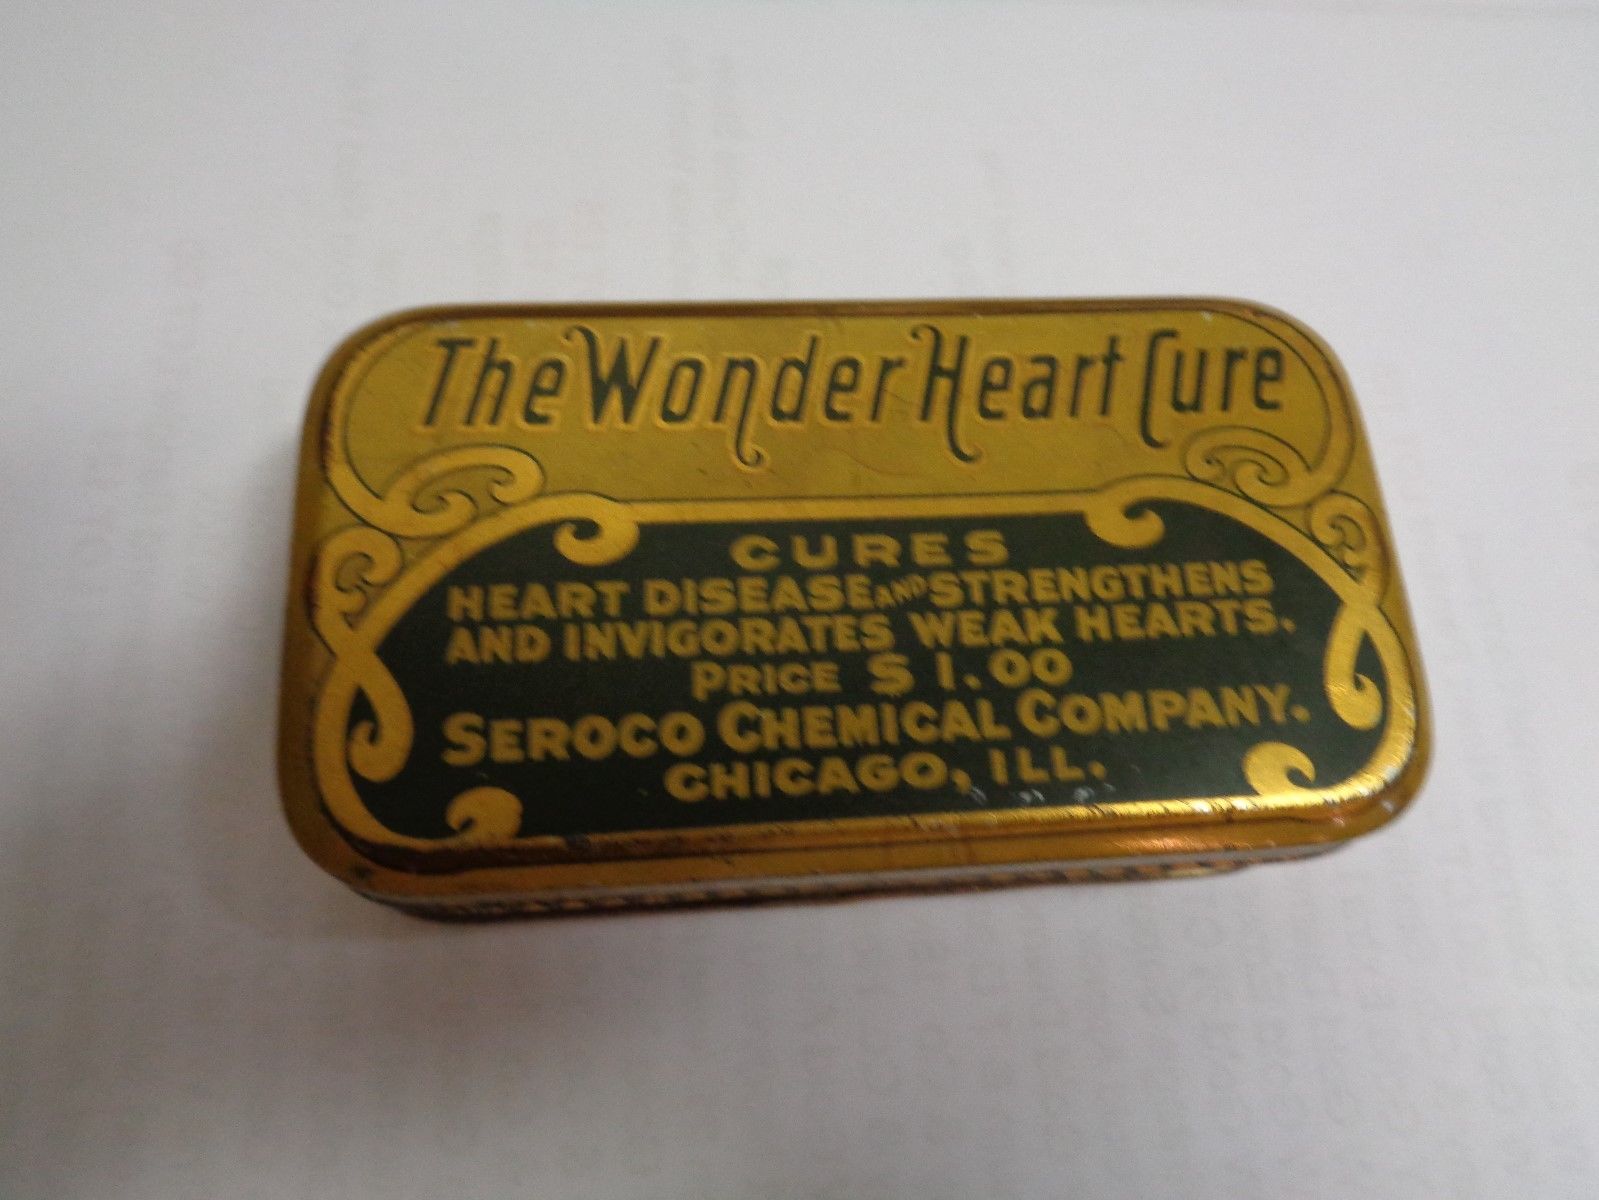 The Wonder Heart Cure
CURES
HEART DISEASE AND STRENGTHENS
AND INVIGORATES WEAK HEARTS.
PRICE $1.00
SEROCO CHEMICAL COMPANY.
CHICAGO, ILL.